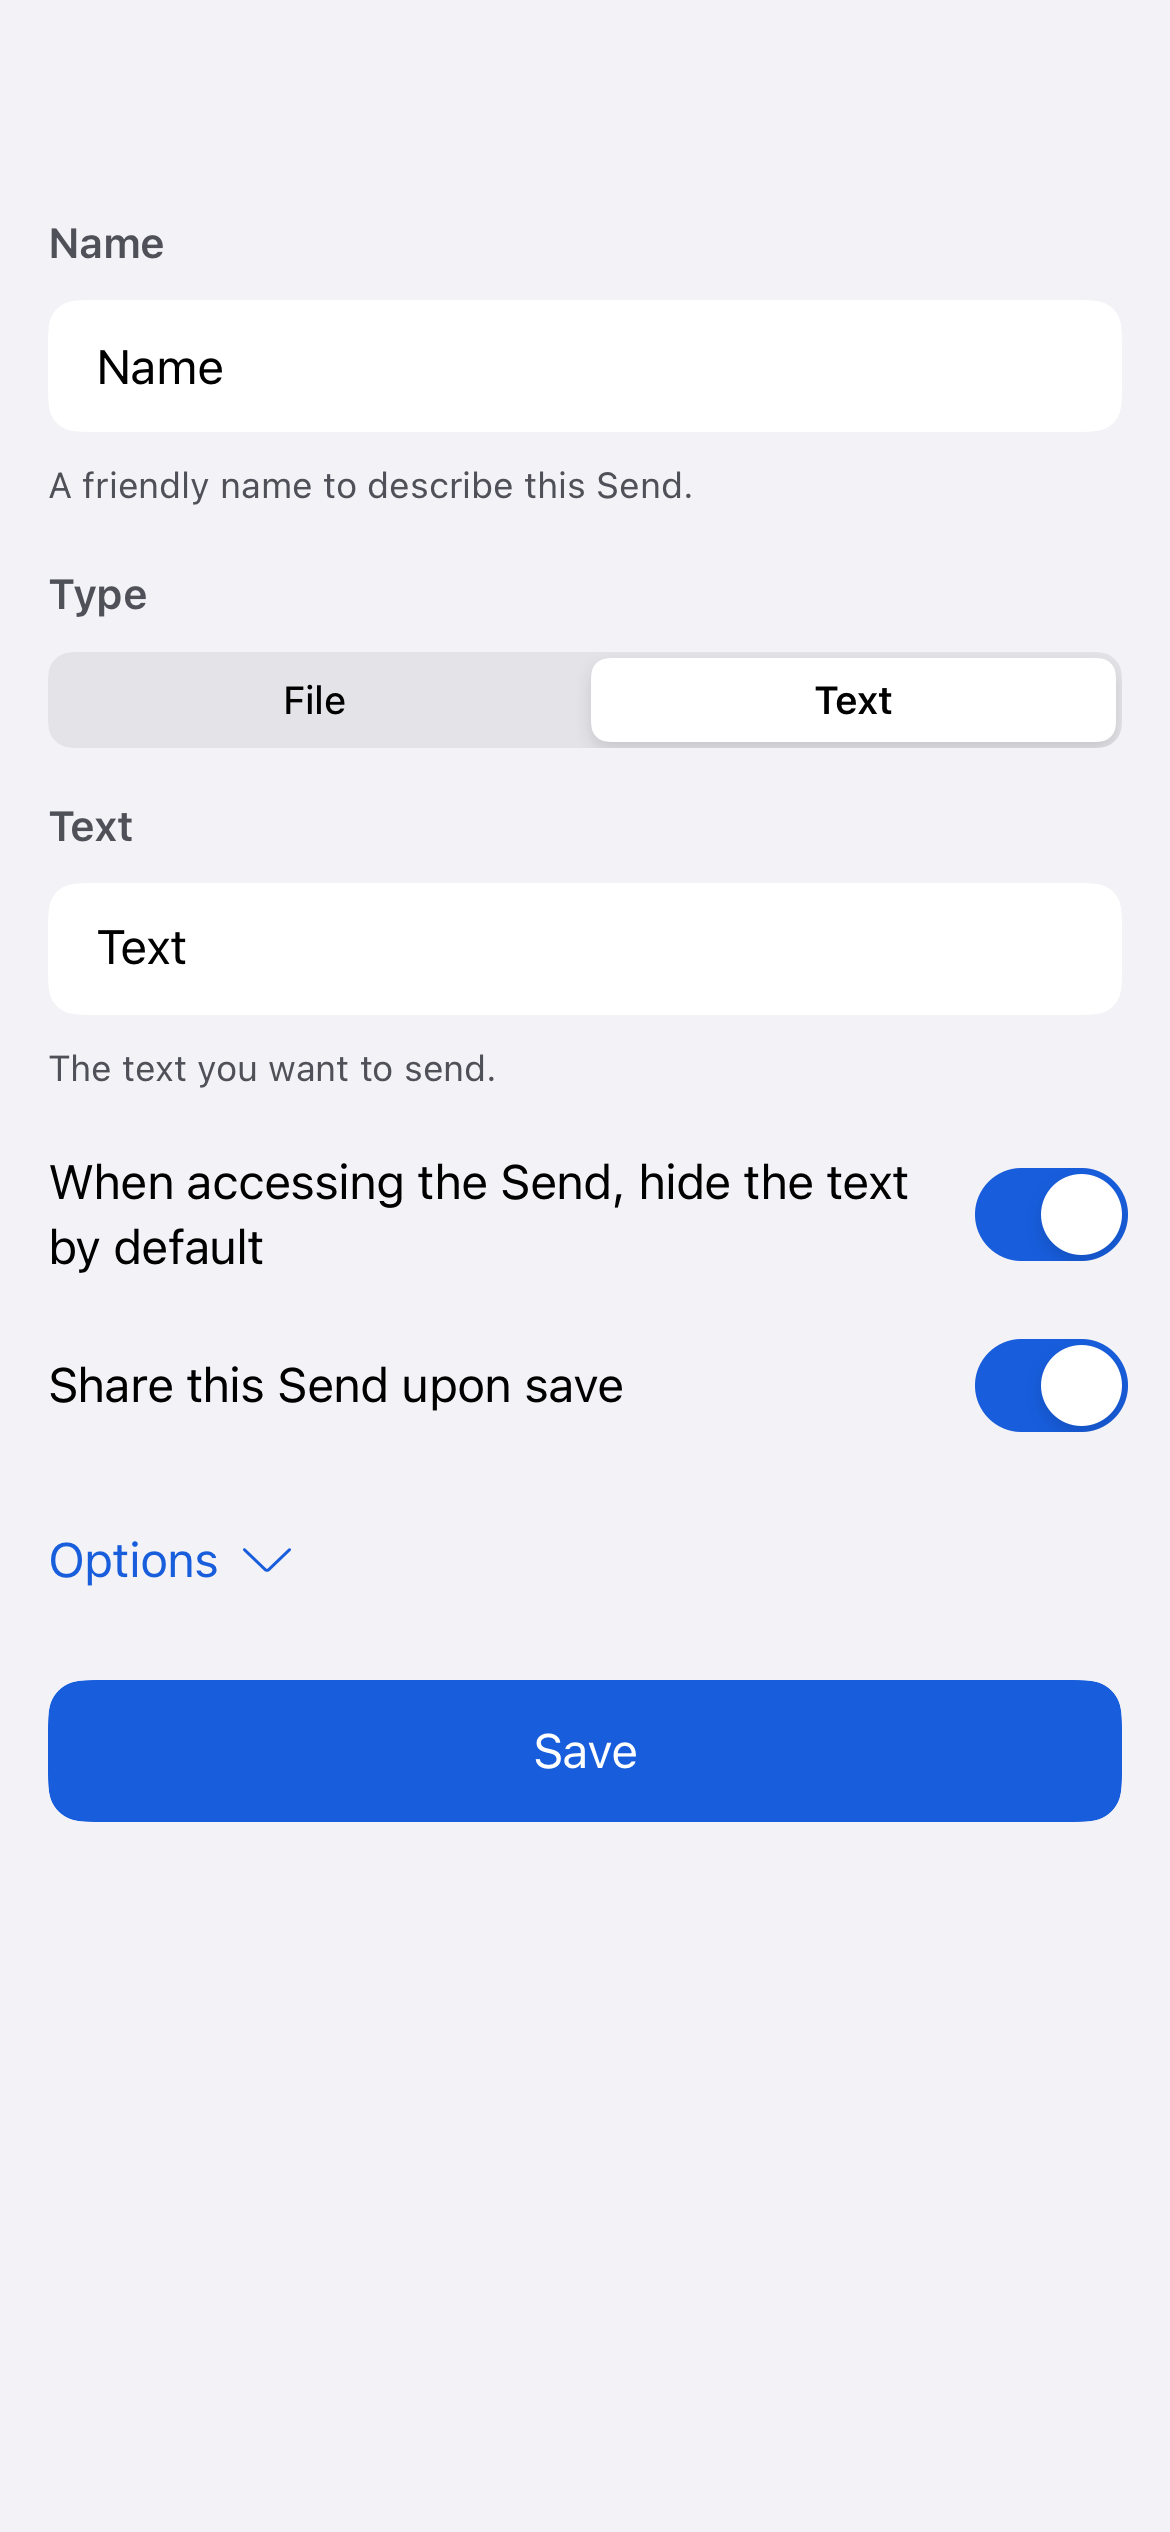 Name
Name
A friendly name to describe this Send.
Type
File Text
Text
Text
The text you want to send.
When accessing the Send, hide the text
by default
Share this Send upon save
Options
Save